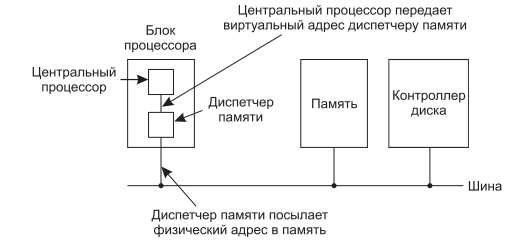 Центральный процессор передает
виртуальный адрес диспетчеру памяти
Блок
процессора
Центральный
процессор
Диспетчер
памяти
Память
Контроллер
диска
Шина
Диспетчер памяти посылает
физический адрес в память